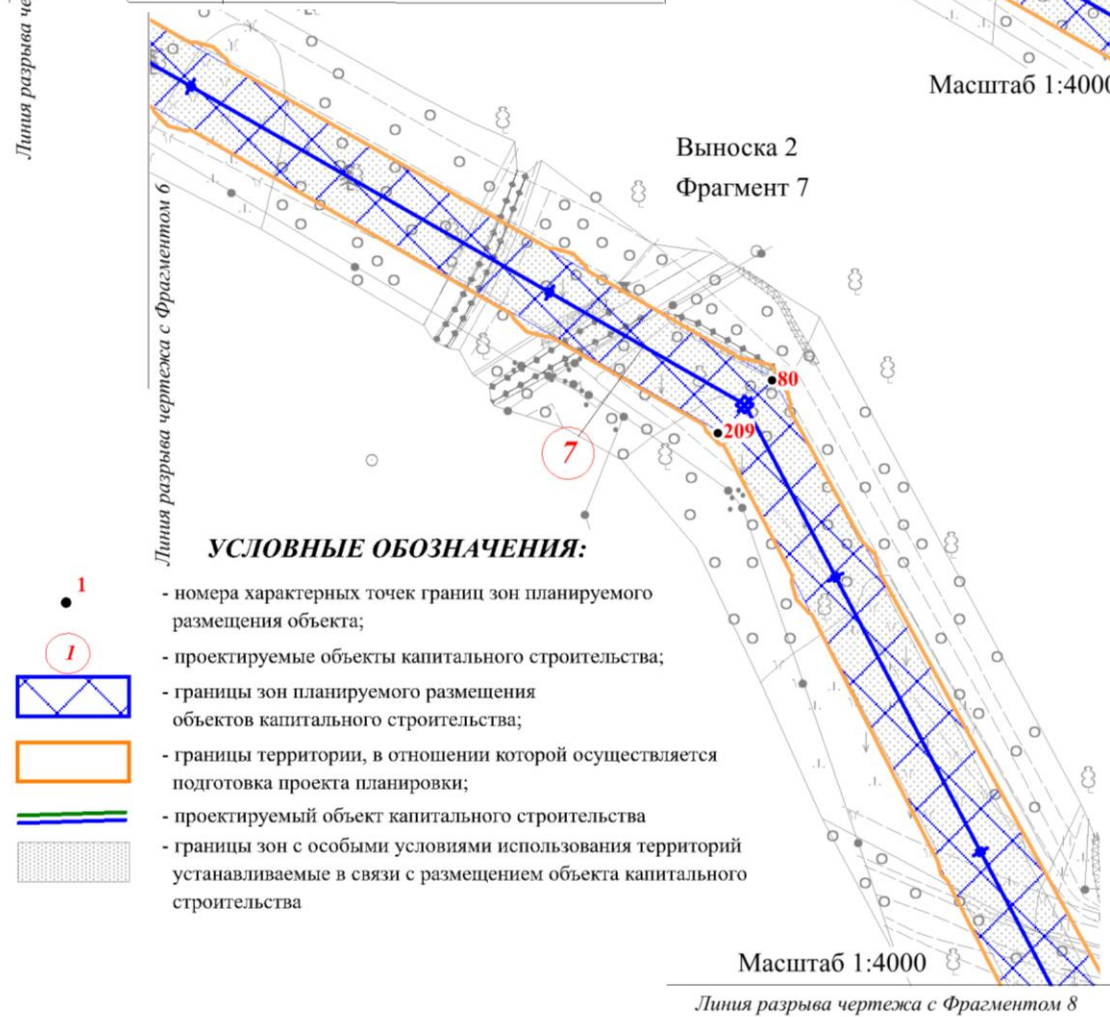 Линия разрыва че
Масштаб 1:4000
Выноска 2
Фрагмент 7
Линия разрыва чертежа с Фрагментом 6
80
209
7
УСЛОВНЫЕ ОБОЗНАЧЕНИЯ:
1
- номера характерных точек границ зон планируемого
размещения объекта;
1
- проектируемые объекты капитального строительства;
- границы зон планируемого размещения
объектов капитального строительства;
- границы территории, в отношении которой осуществляется
подготовка проекта планировки;
- проектируемый объект капитального строительства
- границы зон с особыми условиями использования территорий
устанавливаемые в связи с размещением объекта капитального
строительства
Масштаб 1:4000
Линия разрыва чертежа с Фрагментом 8